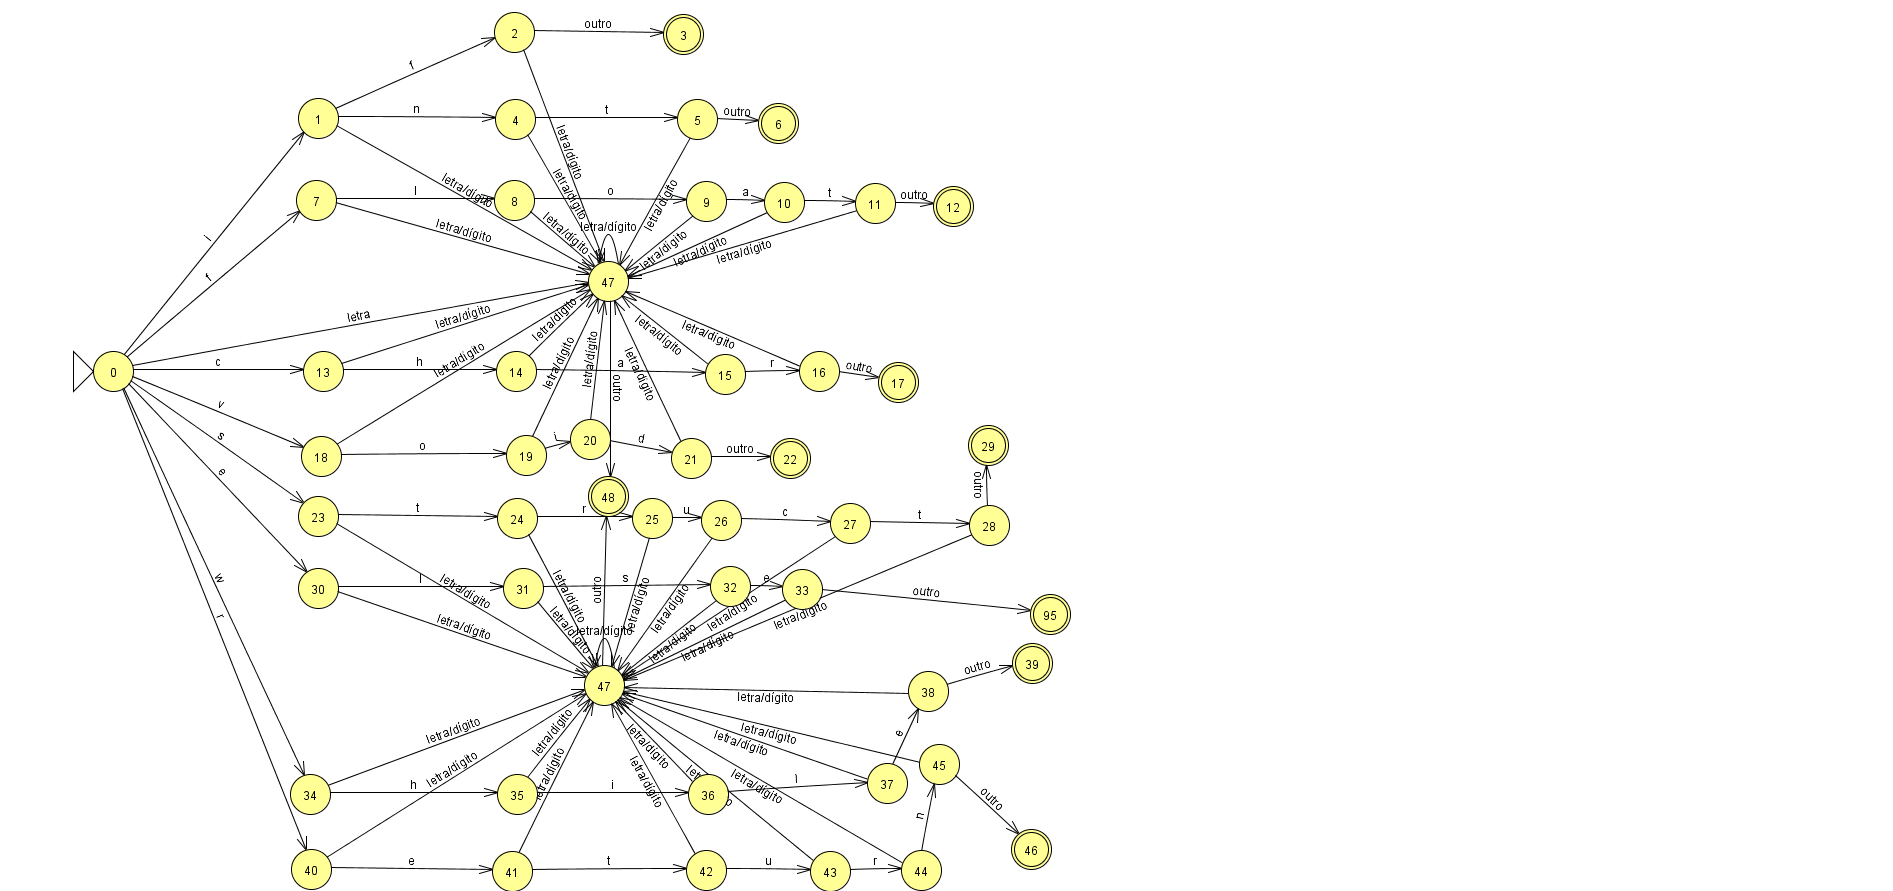 2 outro 3
f
1 n 4 t 5 outro 6
letra/dígito
letra/dígito
7 l 8 o 9 a 10 t 11 outro 12
letra/dígito
letra/dígito
i
letra/dígito letra/dígito letra/dígito
letra/dígito letra/dígito letra/dígito letra/dígito
f
47
letra letra/dígito letra/dígito letra/dígito letra/dígito
0 c 13 h 14 a 15 r 16 outro 17
letra/dígito letra/dígito letra/dígito letra/dígito outro
v
s 18 o 19 i 20 d 21 outro 22 29
e
48 outro
23 t 24 r 25 u 26 c 27 t 28
w
r
30 l 31 s 32 e 33 outro 95
letra/dígito letra/dígito outro letra/dígito letra/dígito letra/dígito letra/dígito
letra/dígito letra/dígito letra/dígito letra/dígito letra/dígito
39
47 38 outro
letra/dígito
letra/dígito letra/dígito letra/dígito letra/dígito e
letra/dígito letra/dígito letra/dígito letra/dígito letra/dígito
45
34 h 35 i 36 l 37 outro
n
46
40 e 41 t 42 u 43 r 44